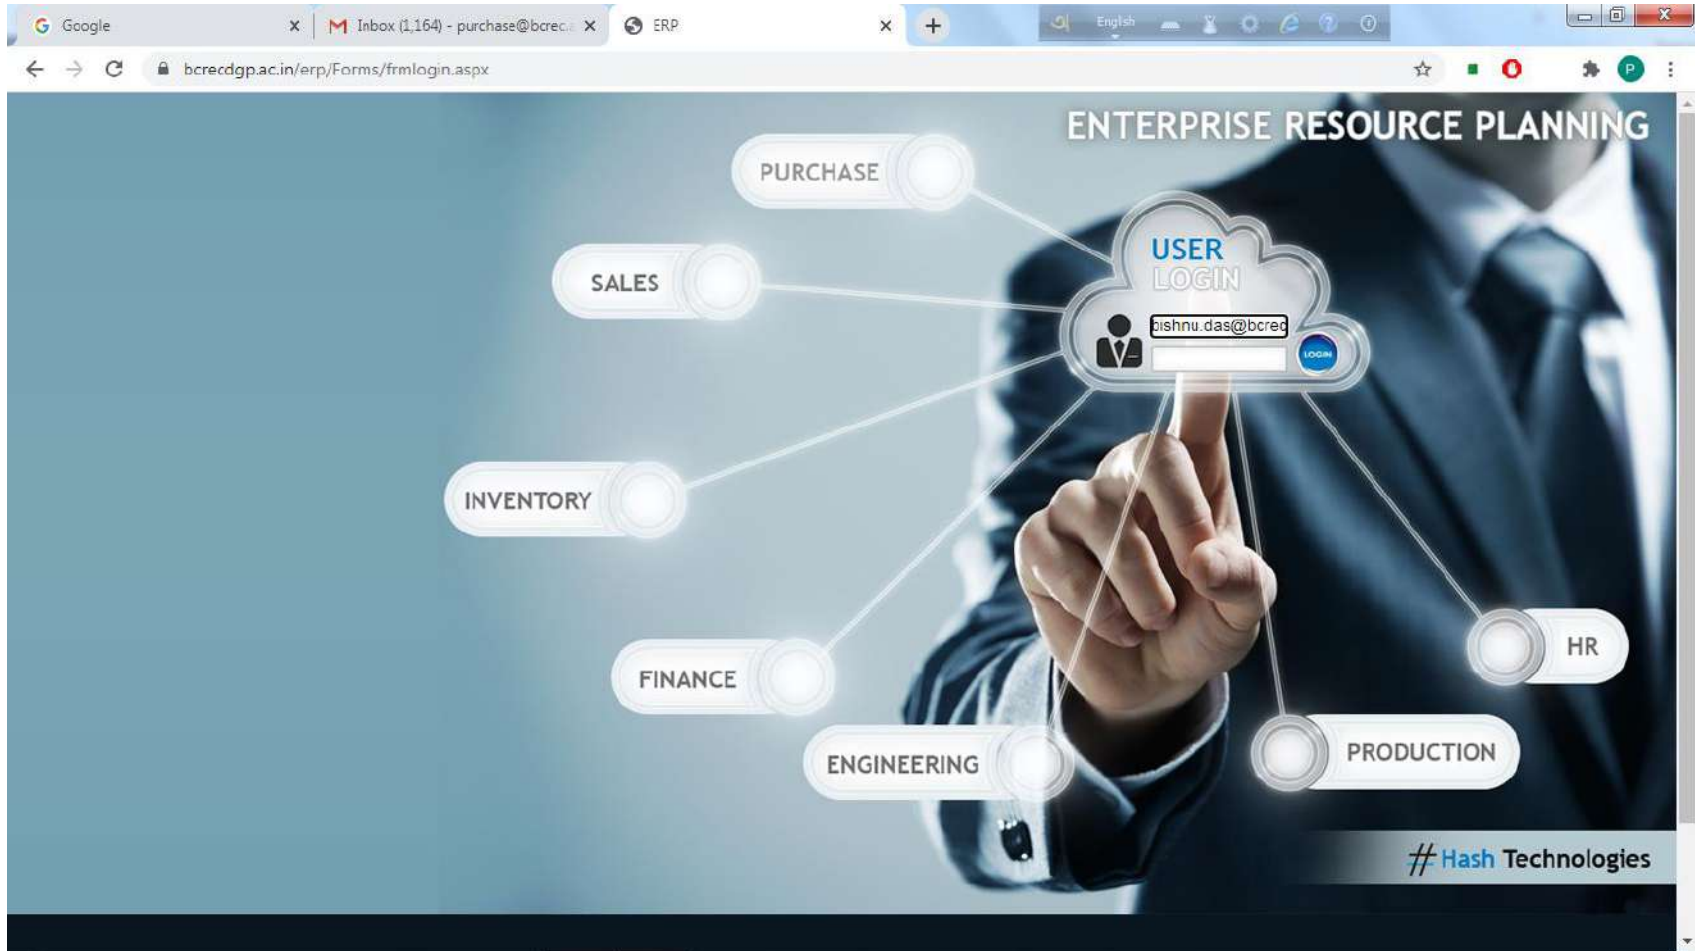 Google
Inbox (1,164) - purchase@bcrec.a
ERP
English
bcrecdgp.ac.in/erp/Forms/frmlogin.aspx
P
ENTERPRISE RESOURCE PLANNING
PURCHASE
USER
LOGIN
SALES
bishnu.das@bcrec
LOGIN
INVENTORY
HR
FINANCE
PRODUCTION
ENGINEERING
# Hash Technologies